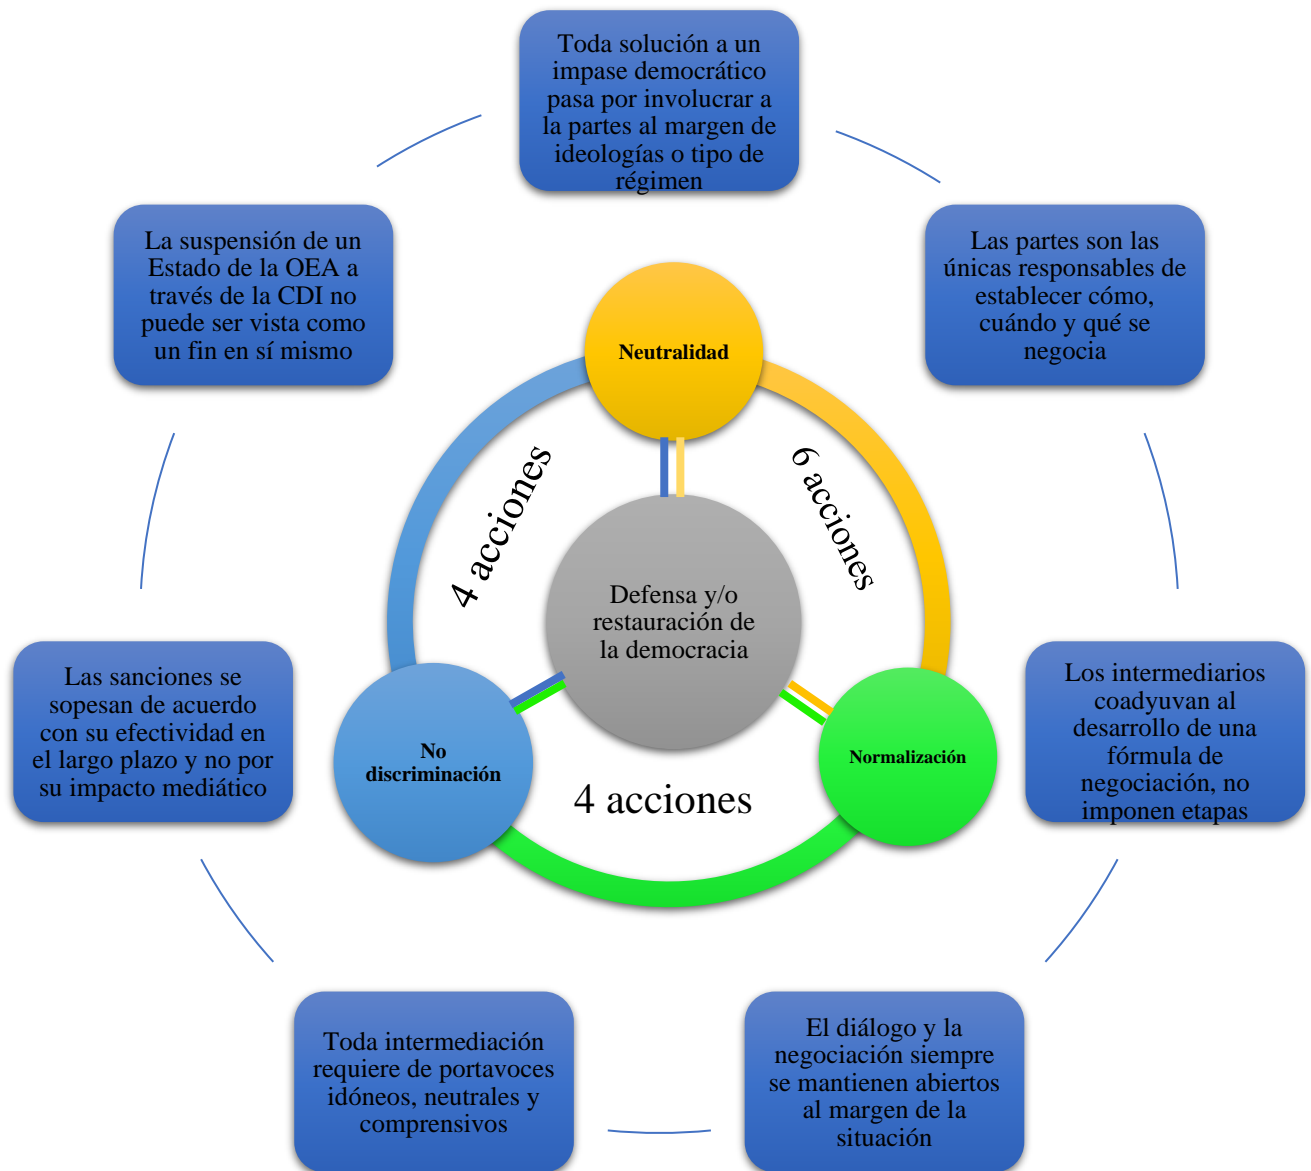 Toda solución a un
impase democrático
pasa por involucrar a
la partes al margen de
ideologías o tipo de
régimen
La suspensión de un
Estado de la OEA a
través de la CDI no
puede ser vista como
un fin en sí mismo
Las partes son las
únicas responsables de
establecer cómo,
cuándo y qué se
negocia
Neutralidad
4 acciones
6 acciones
Defensa y/o
restauración de
la democracia
Las sanciones se
sopesan de acuerdo
con su efectividad en
el largo plazo y no por
su impacto mediático
No
discriminación
Normalización
4 acciones
Los intermediarios
coadyuvan al
desarrollo de una
fórmula de
negociación, no
imponen etapas
Toda intermediación
requiere de portavoces
idóneos, neutrales y
comprensivos
El diálogo y la
negociación siempre
se mantienen abiertos
al margen de la
situación